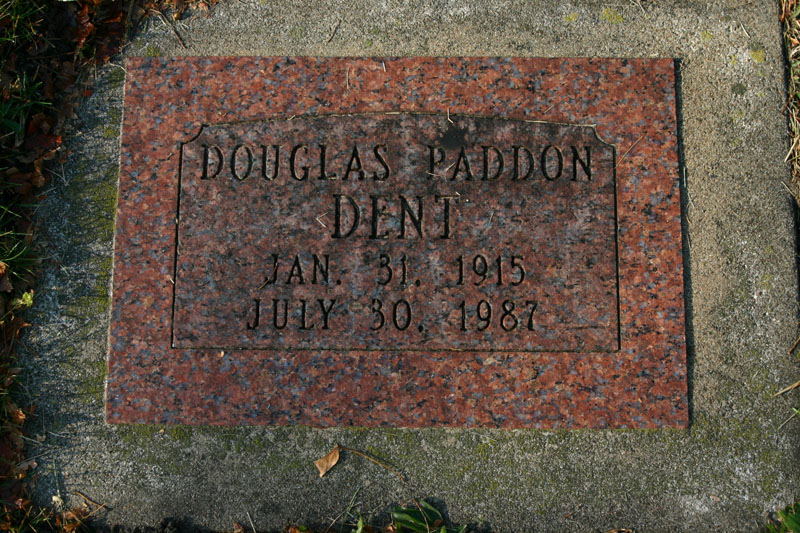 DOUGLAS PADDON
DENT
JAN. 31. 1915
JULY 30. 1987